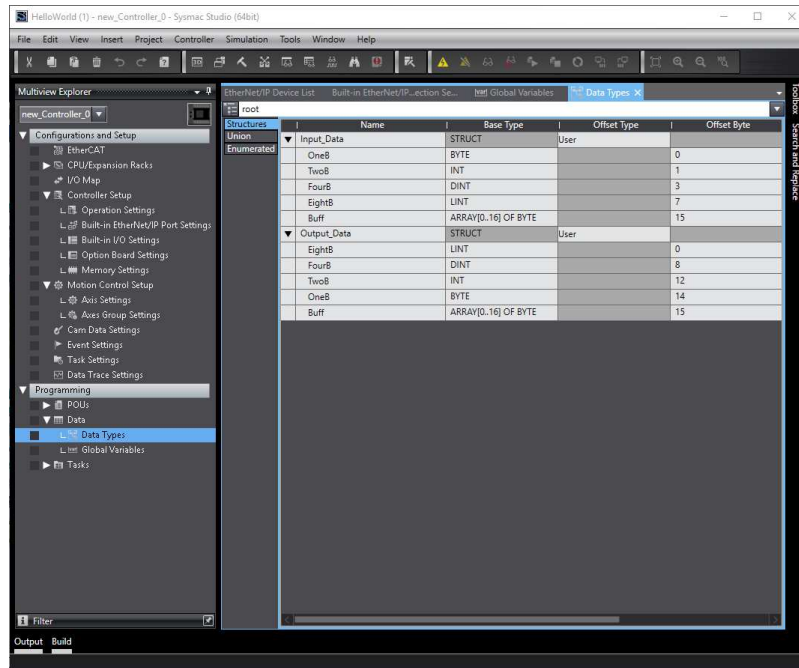 HelloWorld (1) - new_Controller_0 - Sysmac Studio (64bit)
File Edit View Insert Project Controller Simulation Tools Window Help
Multiview Explorer
new_Controller_0
Configurations and Setup
EtherCAT
CPU/Expansion Racks
I/O Map
Controller Setup
Operation Settings
Built-in EtherNet/IP Port Settings
Built-in I/O Settings
Option Board Settings
Memory Settings
Motion Control Setup
Axis Settings
Axes Group Settings
Cam Data Settings
Event Settings
Task Settings
Data Trace Settings
Programming
POUs
Data
Data Types
Global Variables
Tasks
Filter
Output Build
EtherNet/IP Device List Built-in EtherNet/IP...ection Se... Global Variables Data Types
root
Structures
Union
Enumerated
Name Base Type Offset Type Offset Byte
Input_Data STRUCT User
OneB BYTE 0
TwoB INT 1
FourB DINT 3
EightB LINT 7
Buff ARRAY[0..16] OF BYTE 15
Output_Data STRUCT User
EightB LINT 0
FourB DINT 8
TwoB INT 12
OneB BYTE 14
Buff ARRAY[0..16] OF BYTE 15
Toolbox Search and Replace